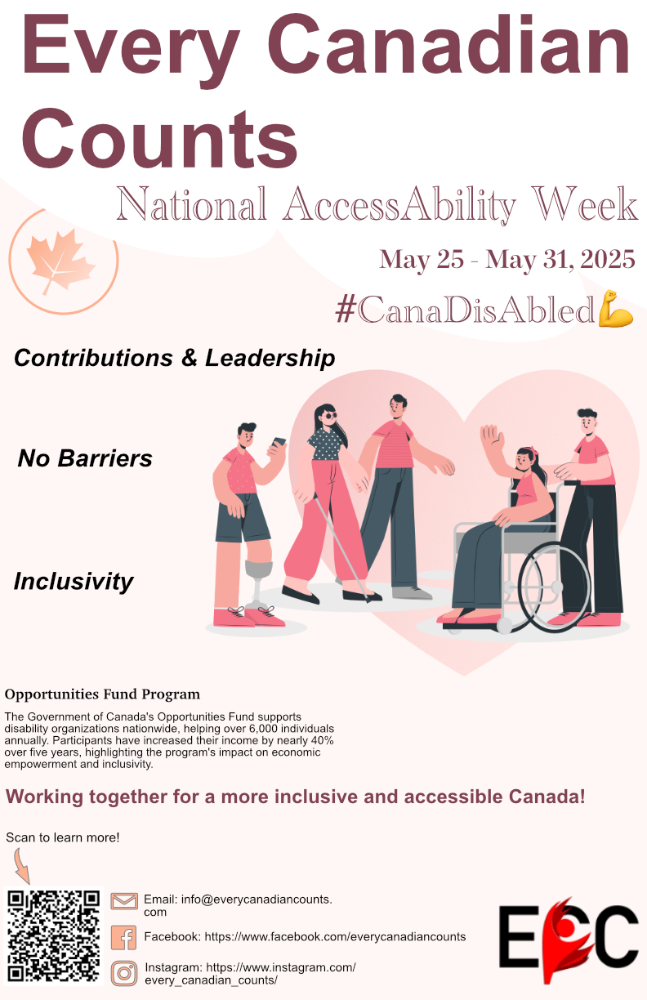 Every Canadian
Counts
National AccessAbility Week
May 25 - May 31, 2025
#CanaDisAbled💪
Contributions & Leadership
No Barriers
Inclusivity
Opportunities Fund Program
The Government of Canada's Opportunities Fund supports
disability organizations nationwide, helping over 6,000 individuals
annually. Participants have increased their income by nearly 40%
over five years, highlighting the program's impact on economic
empowerment and inclusivity.
Working together for a more inclusive and accessible Canada!
Scan to learn more!
Email: info@everycanadiancounts.
com
Facebook: https://www.facebook.com/everycanadiancounts
Instagram: https://www.instagram.com/
every_canadian_counts/
ECC